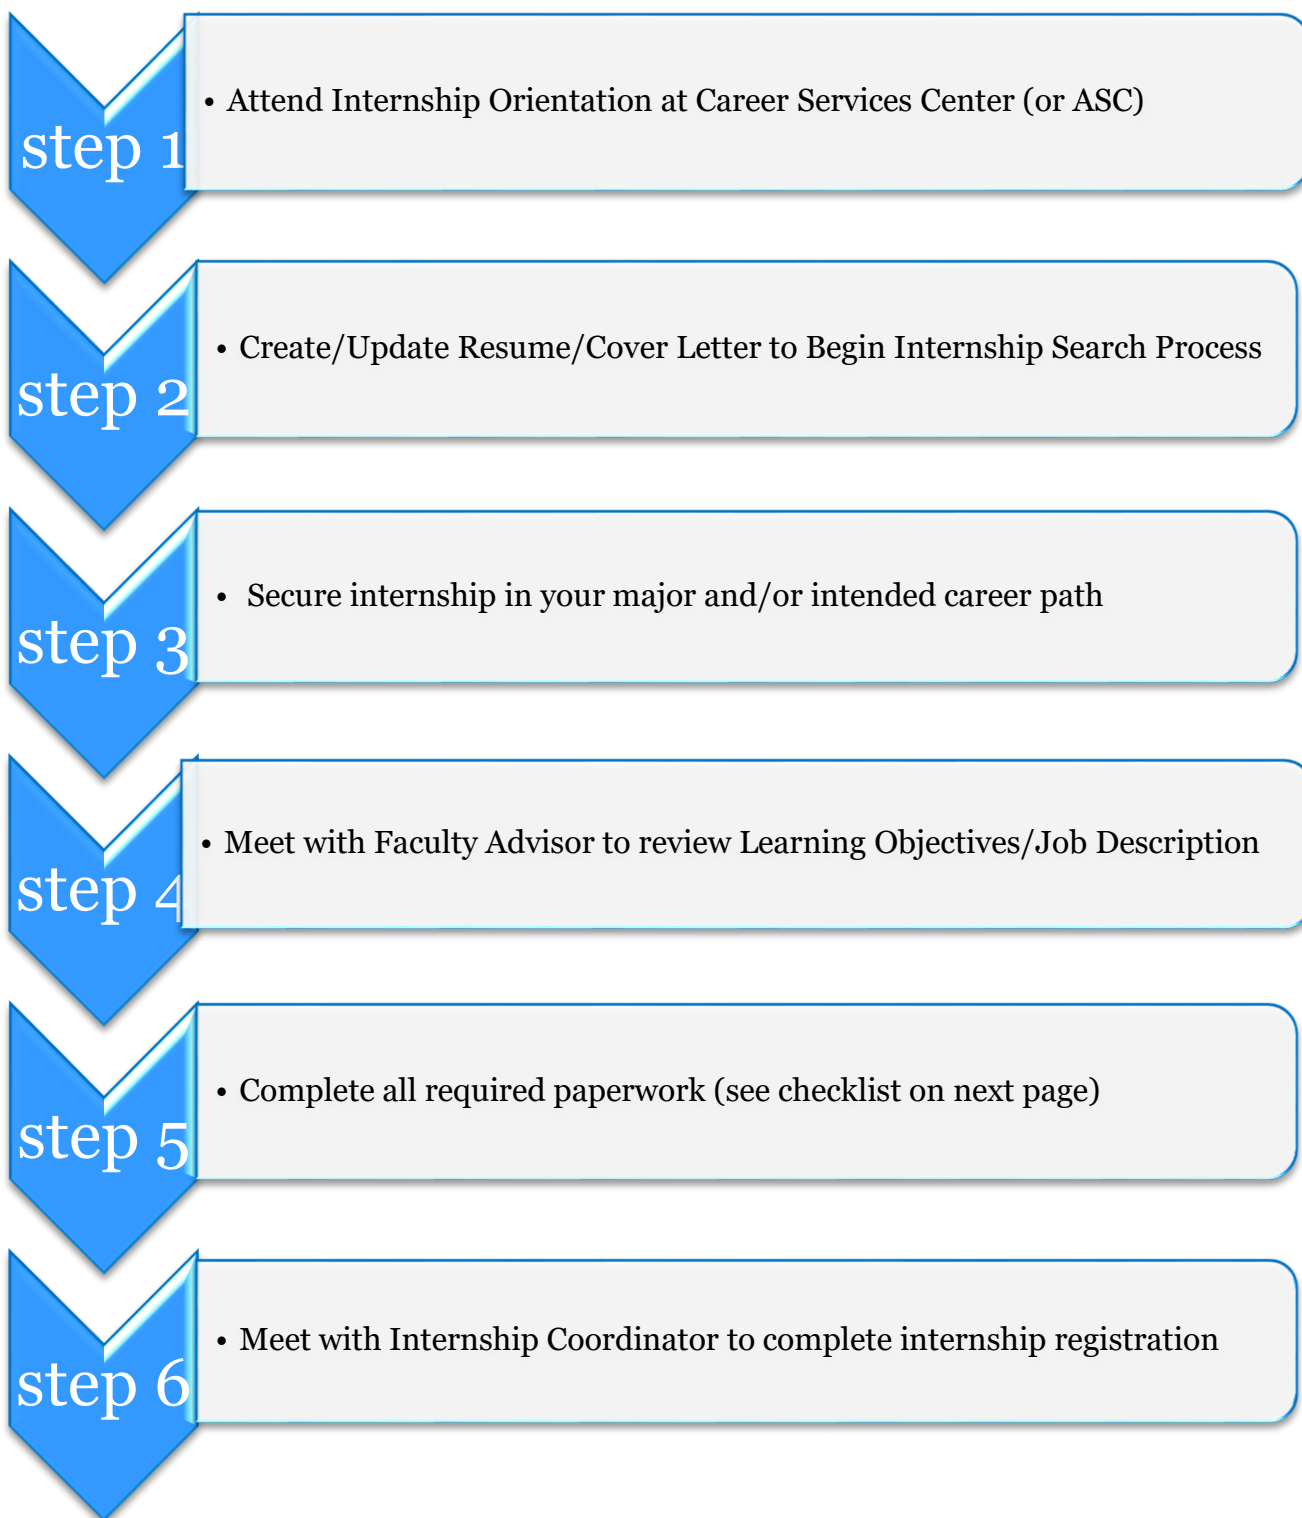 step 1
• Attend Internship Orientation at Career Services Center (or ASC)
step 2
• Create/Update Resume/Cover Letter to Begin Internship Search Process
step 3
• Secure internship in your major and/or intended career path
step 4
• Meet with Faculty Advisor to review Learning Objectives/Job Description
step 5
• Complete all required paperwork (see checklist on next page)
step 6
• Meet with Internship Coordinator to complete internship registration